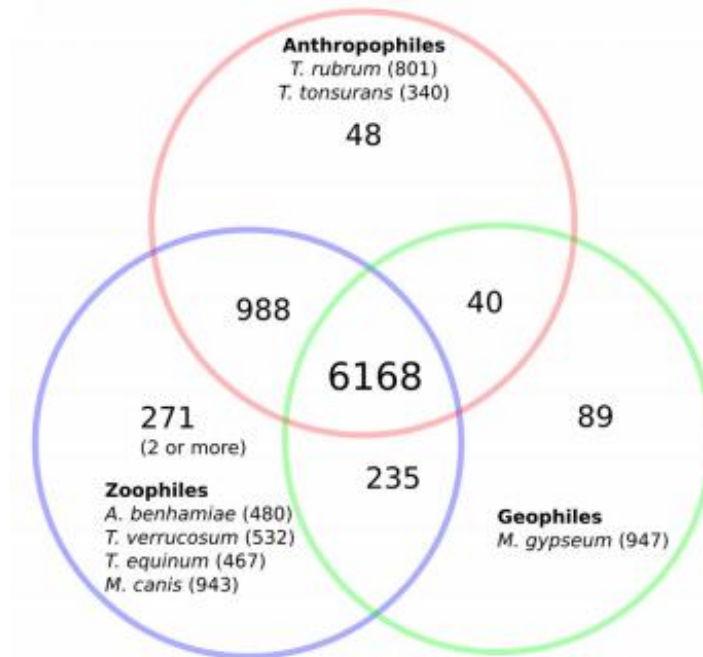 Anthropophiles
T. rubrum (801)
T. tonsurans (340)
48
988
40
6168
271
(2 or more)
89
235
Zoophiles
A. benhamiae (480)
T. verrucosum (532)
T. equinum (467)
M. canis (943)
Geophiles
M. gypseum (947)